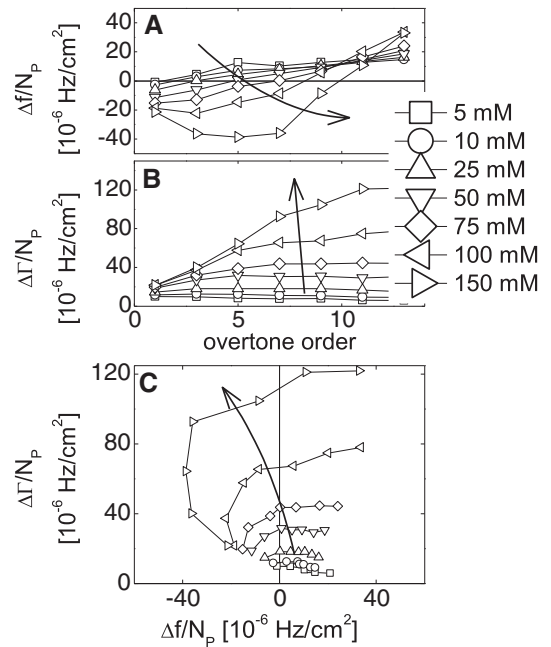 A
40
20
0
-20
-40
Δf/N_P
[10^-6 Hz/cm^2]
5 mM
10 mM
25 mM
50 mM
75 mM
100 mM
150 mM
B
120
80
40
0
ΔΓ/N_P
[10^-6 Hz/cm^2]
1 5 9 11
overtone order
C
120
80
40
0
ΔΓ/N_P
[10^-6 Hz/cm^2]
-40 0 40
Δf/N_P [10^-6 Hz/cm^2]